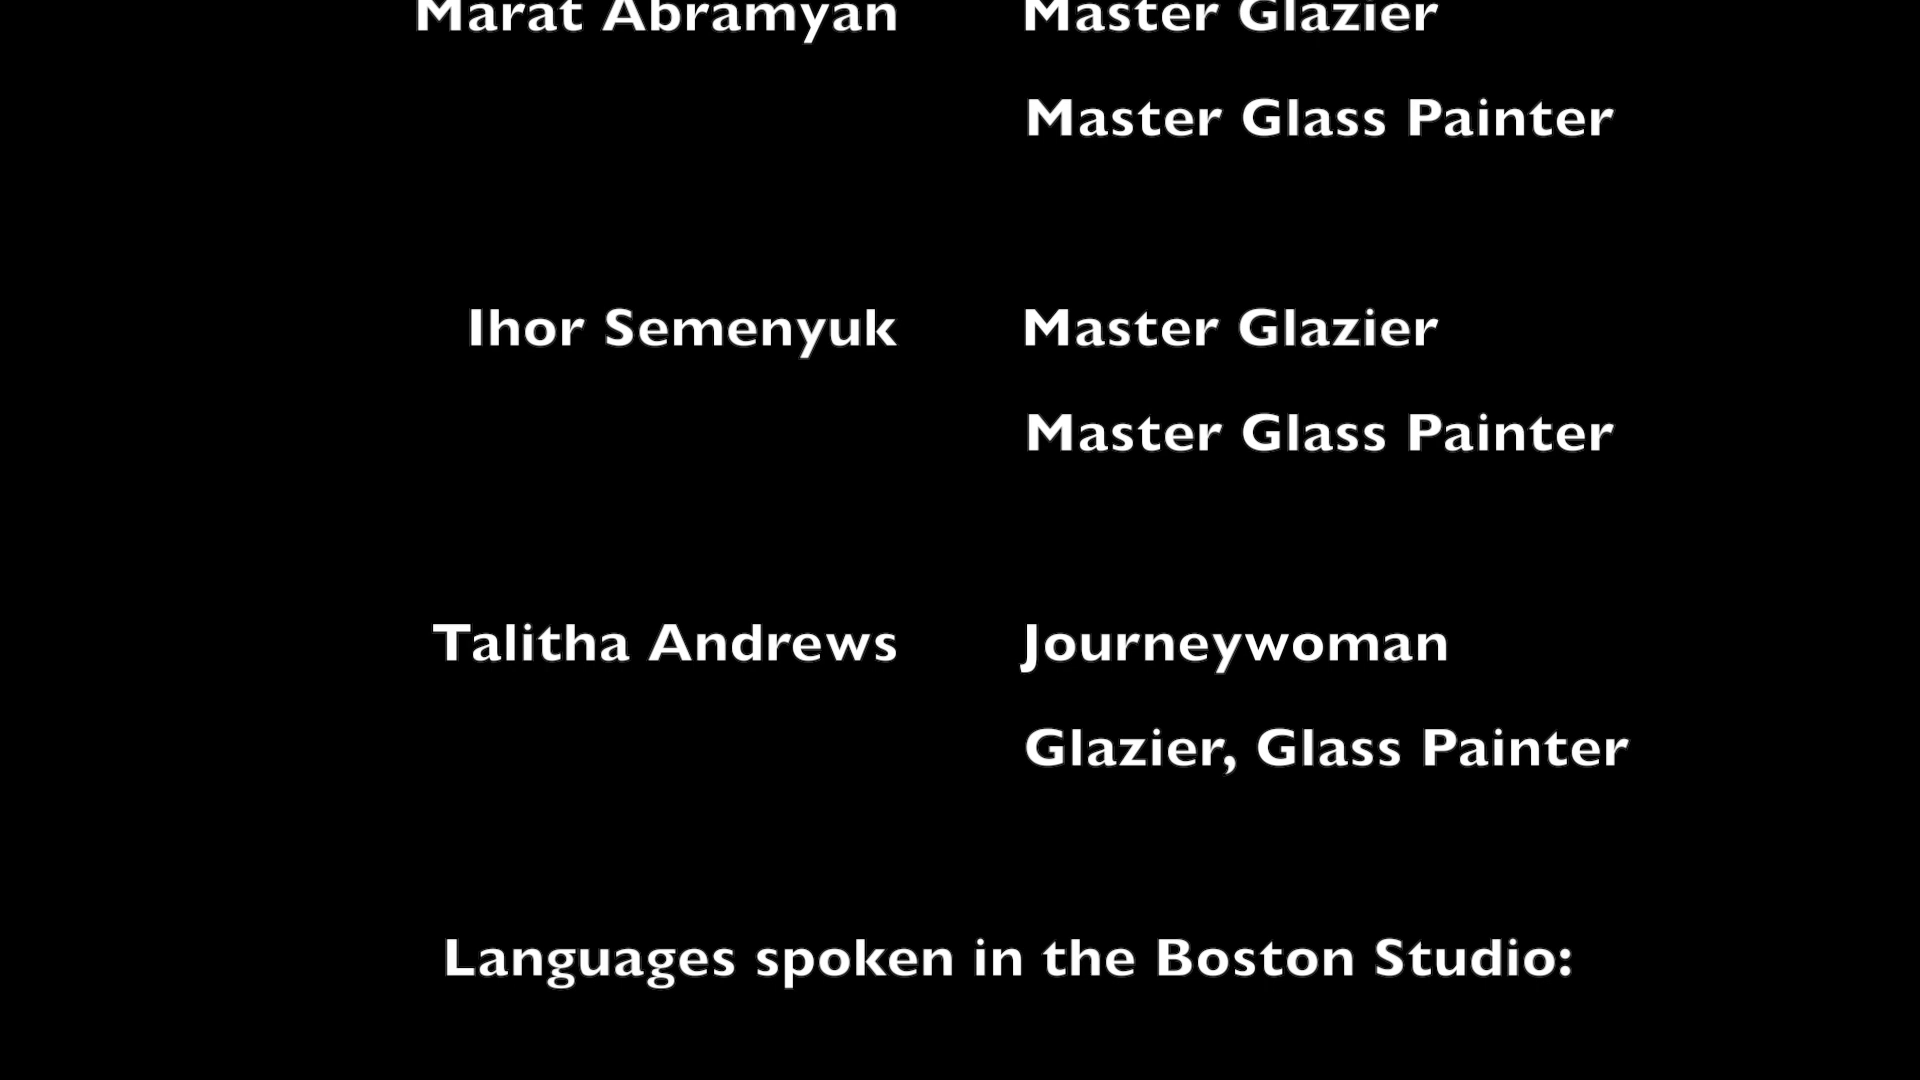 Marat Abramyan Master Glazier
Master Glass Painter
Ihor Semenyuk Master Glazier
Master Glass Painter
Talitha Andrews Journeywoman
Glazier, Glass Painter
Languages spoken in the Boston Studio: